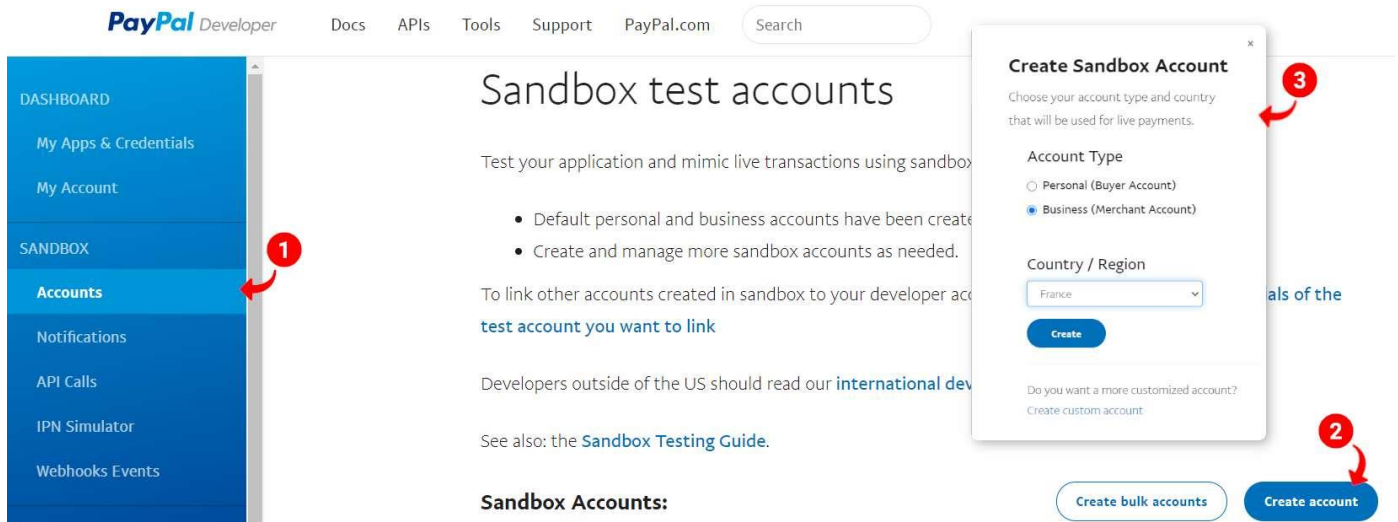 PayPal Developer
Docs APIs Tools Support PayPal.com Search
DASHBOARD
My Apps & Credentials
My Account
SANDBOX
1
Accounts
Notifications
API Calls
IPN Simulator
Webhooks Events
Sandbox test accounts
Test your application and mimic live transactions using sandbox
Default personal and business accounts have been create
Create and manage more sandbox accounts as needed.
To link other accounts created in sandbox to your developer acc
als of the
test account you want to link
Developers outside of the US should read our international dev
See also: the Sandbox Testing Guide.
Sandbox Accounts:
Create bulk accounts
Create account
2
×
Create Sandbox Account
3
Choose your account type and country
that will be used for live payments.
Account Type
Personal (Buyer Account)
Business (Merchant Account)
Country / Region
France
Create
Do you want a more customized account?
Create custom account